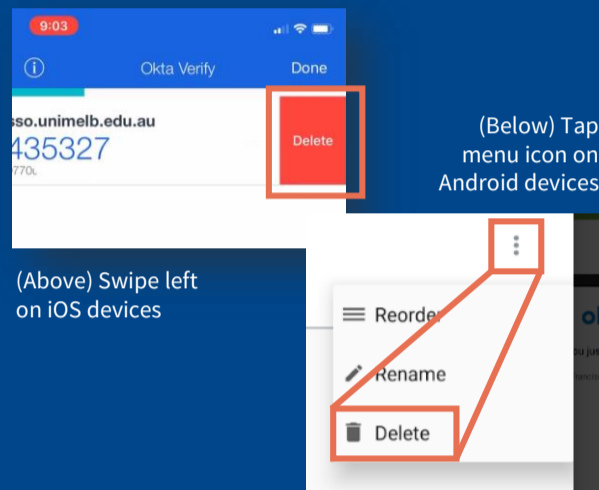 9:03
Okta Verify
Done
sso.unimelb.edu.au
435327
Delete
(Below) Tap
menu icon on
Android devices
(Above) Swipe left
on iOS devices
Reorder
Rename
Delete